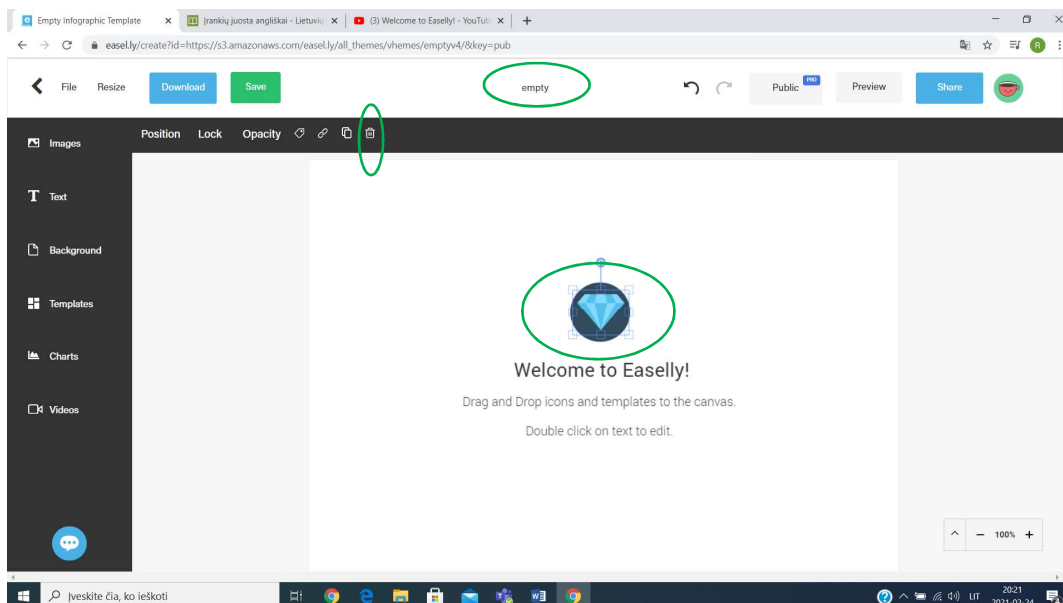 Empty Infographic Template
Įrankių juosta angliškai - Lietuvių
(3) Welcome to Easelly! - YouTub
easel.ly/create?id=https://s3.amazonaws.com/easel.ly/all_themes/vhemes/emptyv4/&key=pub
R
File Resize Download Save empty Public PRO Preview Share
Position Lock Opacity
Images
Text
Background
Templates
Charts
Videos
Welcome to Easelly!
Drag and Drop icons and templates to the canvas.
Double click on text to edit.
100%
Įveskite čia, ko ieškoti
LIT
20:21
2021-02-24